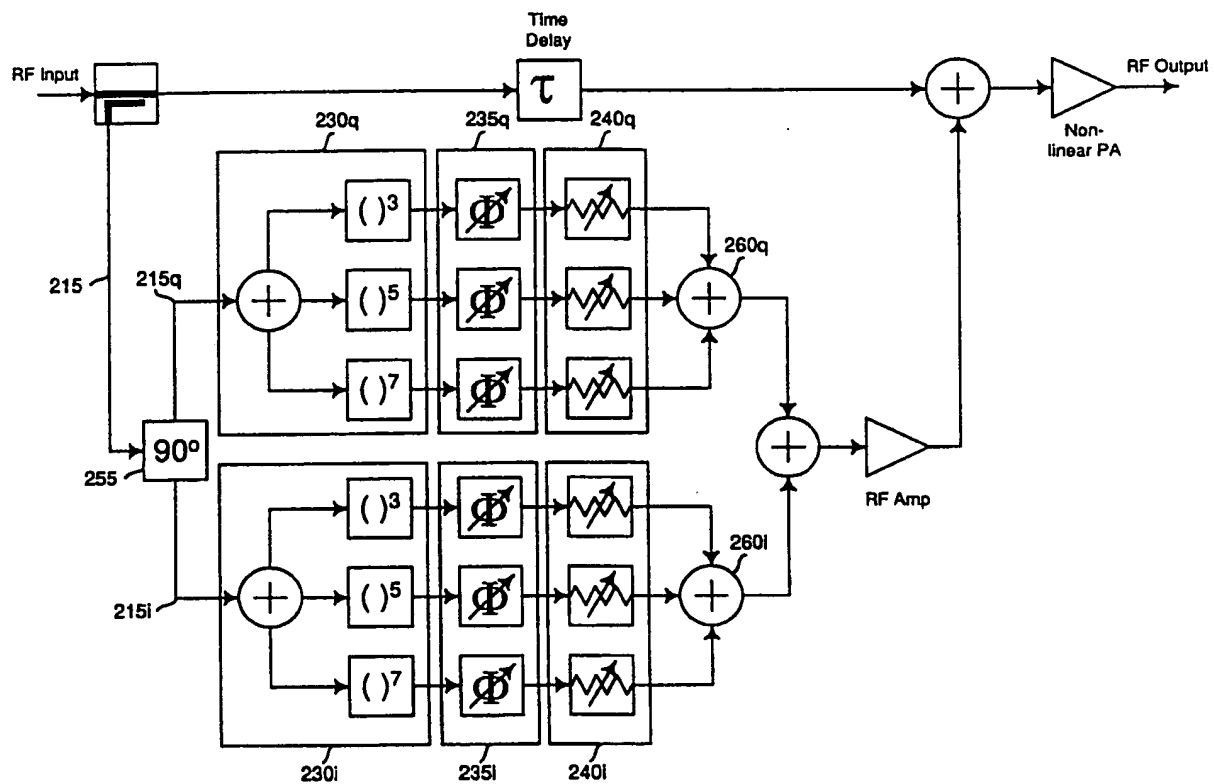 Time
Delay
RF Input
τ
RF Output
Non-
linear PA
230q
235q
240q
( )3
Φ
215
215q
260q
( )5
Φ
( )7
Φ
90º
255
RF Amp
( )3
Φ
260i
215i
( )5
Φ
( )7
Φ
230i
235i
240i